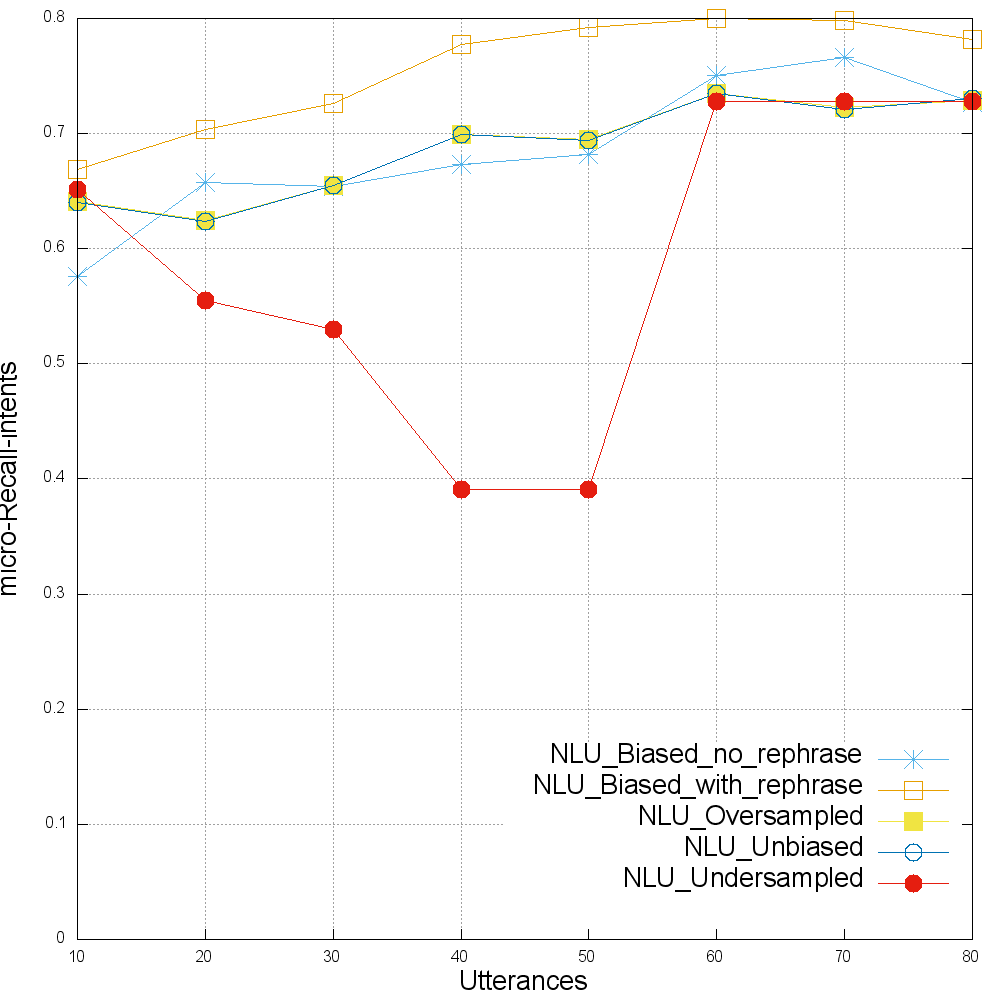 0.8
0.7
0.6
0.5
0.4
0.3
0.2
0.1
0
micro-Recall-intents
NLU_Biased_no_rephrase
NLU_Biased_with_rephrase
NLU_Oversampled
NLU_Unbiased
NLU_Undersampled
10 20 30 40 50 60 70 80
Utterances